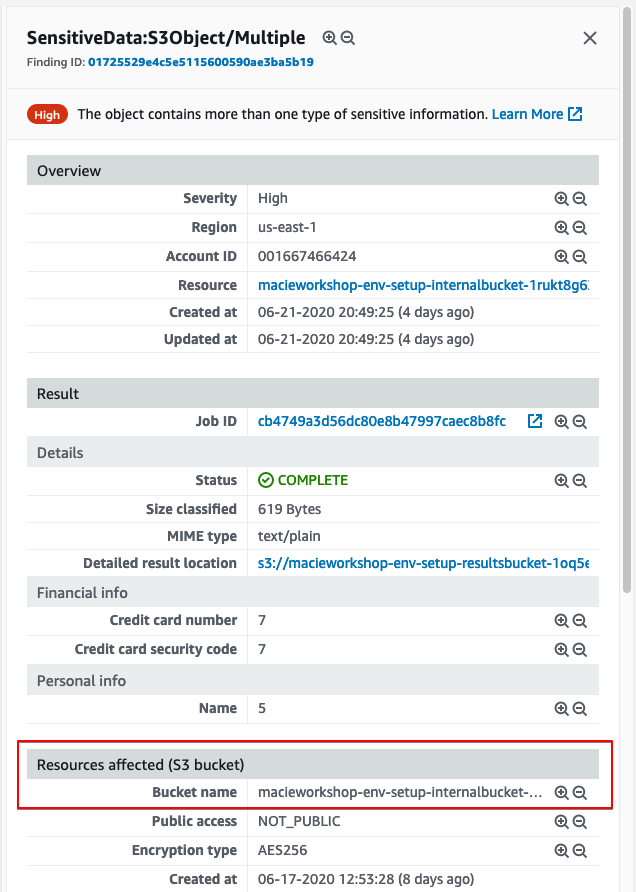 SensitiveData:S3Object/Multiple
Finding ID: 01725529e4c5e5115600590ae3ba5b19
High The object contains more than one type of sensitive information. Learn More
Overview
Severity High
Region us-east-1
Account ID 001667466424
Resource macieworkshop-env-setup-internalbucket-1rukt8g6
Created at 06-21-2020 20:49:25 (4 days ago)
Updated at 06-21-2020 20:49:25 (4 days ago)
Result
Job ID cb4749a3d56dc80e8b47997caec8b8fc
Details
Status COMPLETE
Size classified 619 Bytes
MIME type text/plain
Detailed result location s3://macieworkshop-env-setup-resultsbucket-1oq5e
Financial info
Credit card number 7
Credit card security code 7
Personal info
Name 5
Resources affected (S3 bucket)
Bucket name macieworkshop-env-setup-internalbucket-...
Public access NOT_PUBLIC
Encryption type AES256
Created at 06-17-2020 12:53:28 (8 days ago)